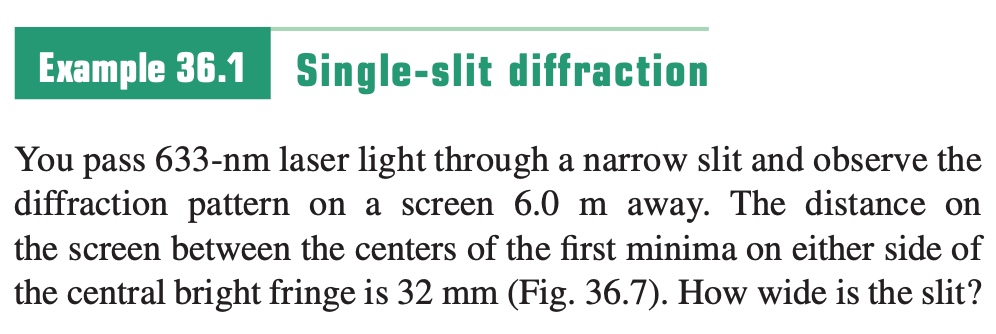 Example 36.1 Single-slit diffraction
You pass 633-nm laser light through a narrow slit and observe the
diffraction pattern on a screen 6.0 m away. The distance on
the screen between the centers of the first minima on either side of
the central bright fringe is 32 mm (Fig. 36.7). How wide is the slit?